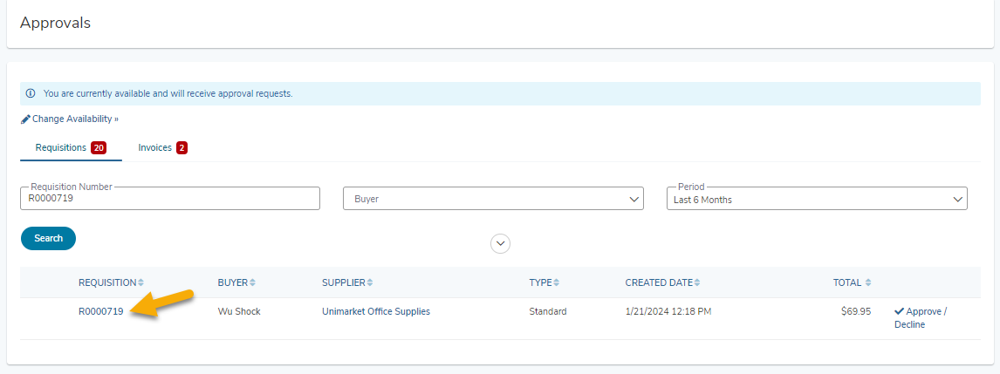 Approvals
You are currently available and will receive approval requests.
Change Availability »
Requisitions 20 Invoices 2
Requisition Number Period
R0000719 Buyer Last 6 Months
Search
REQUISITION BUYER SUPPLIER TYPE CREATED DATE TOTAL
R0000719 Wu Shock Unimarket Office Supplies Standard 1/21/2024 12:18 PM $69.95 Approve /
Decline